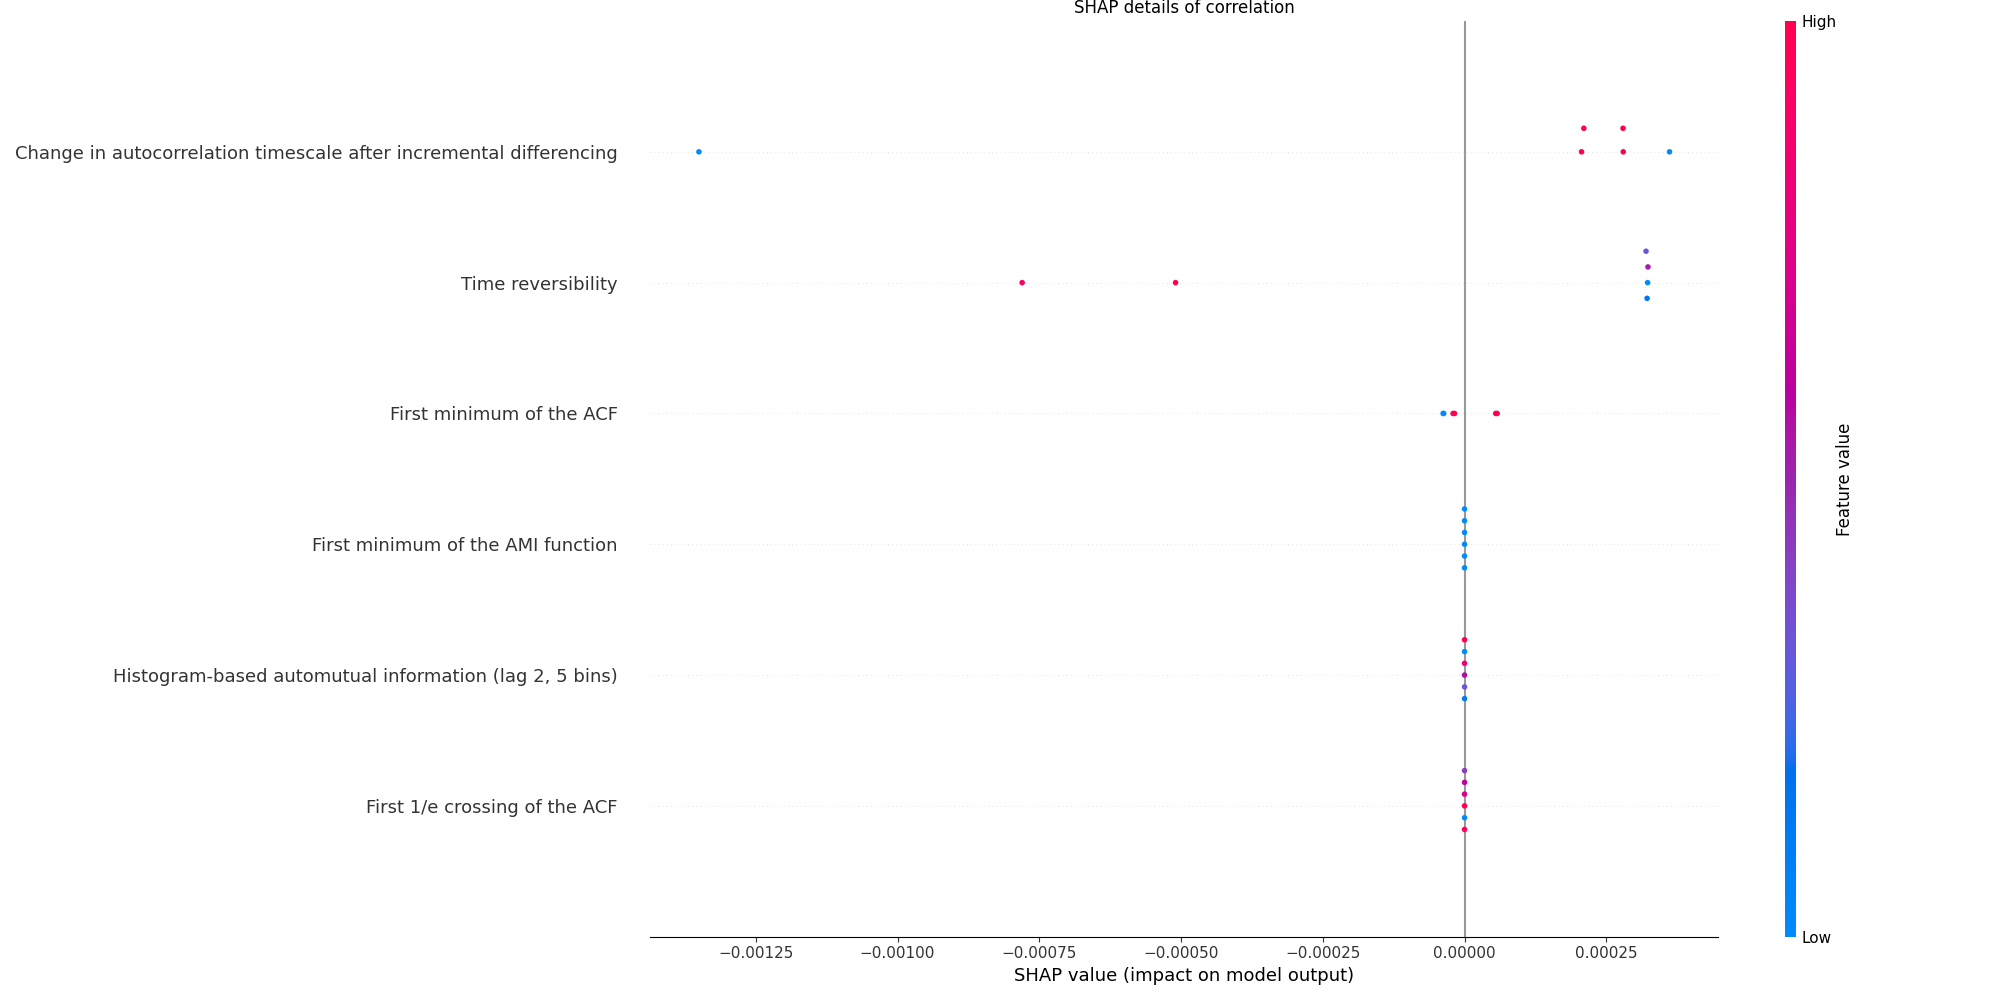 SHAP details of correlation
High
Change in autocorrelation timescale after incremental differencing
Time reversibility
First minimum of the ACF
First minimum of the AMI function
Histogram-based automutual information (lag 2, 5 bins)
First 1/e crossing of the ACF
Feature value
Low
−0.00125 −0.00100 −0.00075 −0.00050 −0.00025 0.00000 0.00025
SHAP value (impact on model output)